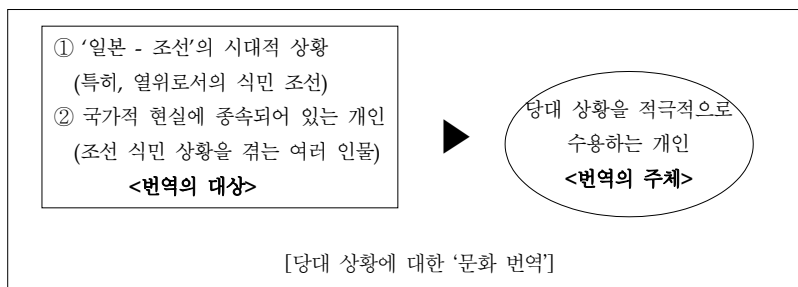 ① ‘일본 - 조선’의 시대적 상황
(특히, 열위로서의 식민 조선)
② 국가적 현실에 종속되어 있는 개인
(조선 식민 상황을 겪는 여러 인물)
<번역의 대상>
당대 상황을 적극적으로
수용하는 개인
<번역의 주체>
[당대 상황에 대한 ‘문화 번역’]